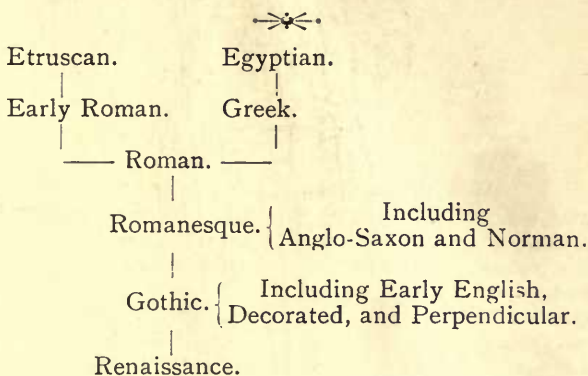 Etruscan. Egyptian.
Early Roman. Greek.
Roman.
Including
Romanesque. Anglo-Saxon and Norman.
Including Early English,
Gothic. Decorated, and Perpendicular.
Renaissance.